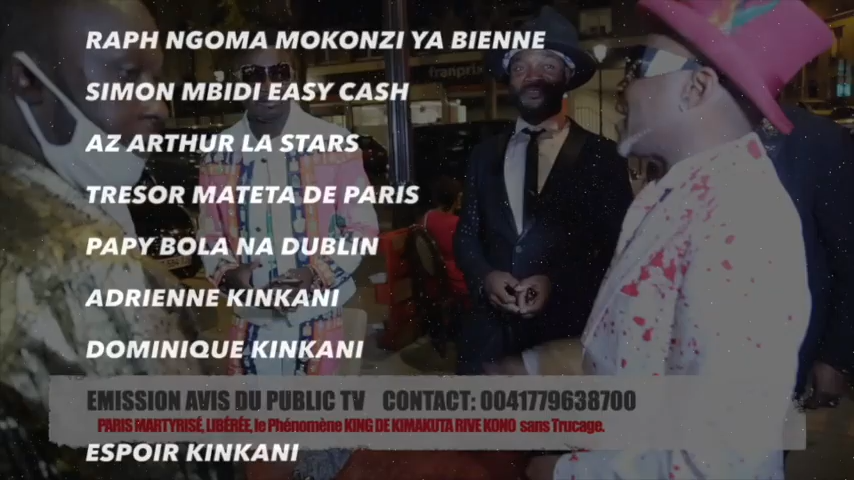 RAPH NGOMA MOKONZI YA BIENNE
franprix
SIMON MBIDI EASY CASH
AZ ARTHUR LA STARS
TRESOR MATETA DE PARIS
PAPY BOLA NA DUBLIN
ADRIENNE KINKANI
DOMINIQUE KINKANI
EMISSION AVIS DU PUBLIC TV CONTACT: 0041779638700
PARIS MARTYRISÉ, LIBÉRÉE, le Phénomène KING DE KIMAKUTA RIVE KONO sans Trucage.
ESPOIR KINKANI